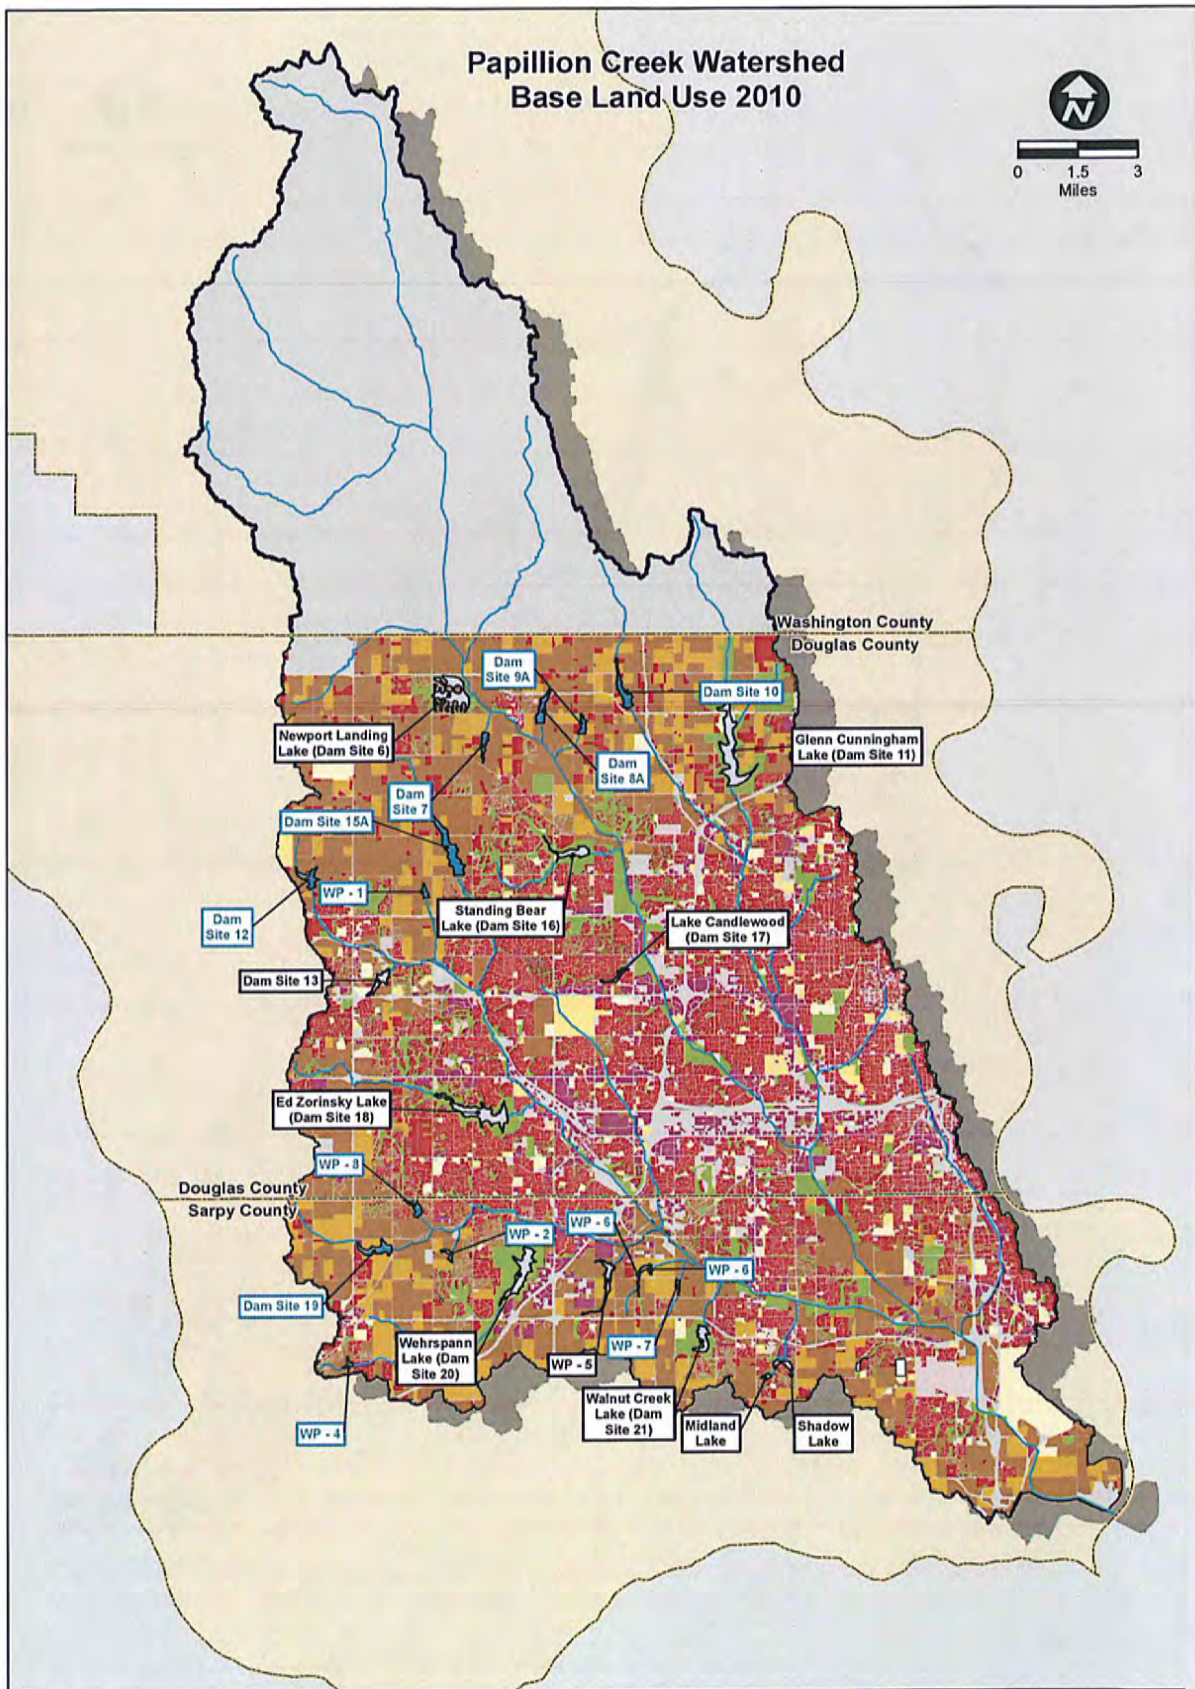 Papillion Creek Watershed
Base Land Use 2010
N
0 1.5 3
Miles
Washington County
Douglas County
Dam
Site 9A
Dam Site 10
Newport Landing
Lake (Dam Site 6)
Glenn Cunningham
Lake (Dam Site 11)
Dam
Site 8A
Dam
Site 7
Dam Site 15A
WP - 1
Standing Bear
Lake (Dam Site 16)
Lake Candlewood
(Dam Site 17)
Dam
Site 12
Dam Site 13
Ed Zorinsky Lake
(Dam Site 18)
WP - 8
Douglas County
Sarpy County
WP - 6
WP - 2
WP - 6
Dam Site 19
Wehrspann
Lake (Dam
Site 20)
WP - 5
WP - 7
Walnut Creek
Lake (Dam
Site 21)
Midland
Lake
Shadow
Lake
WP - 4